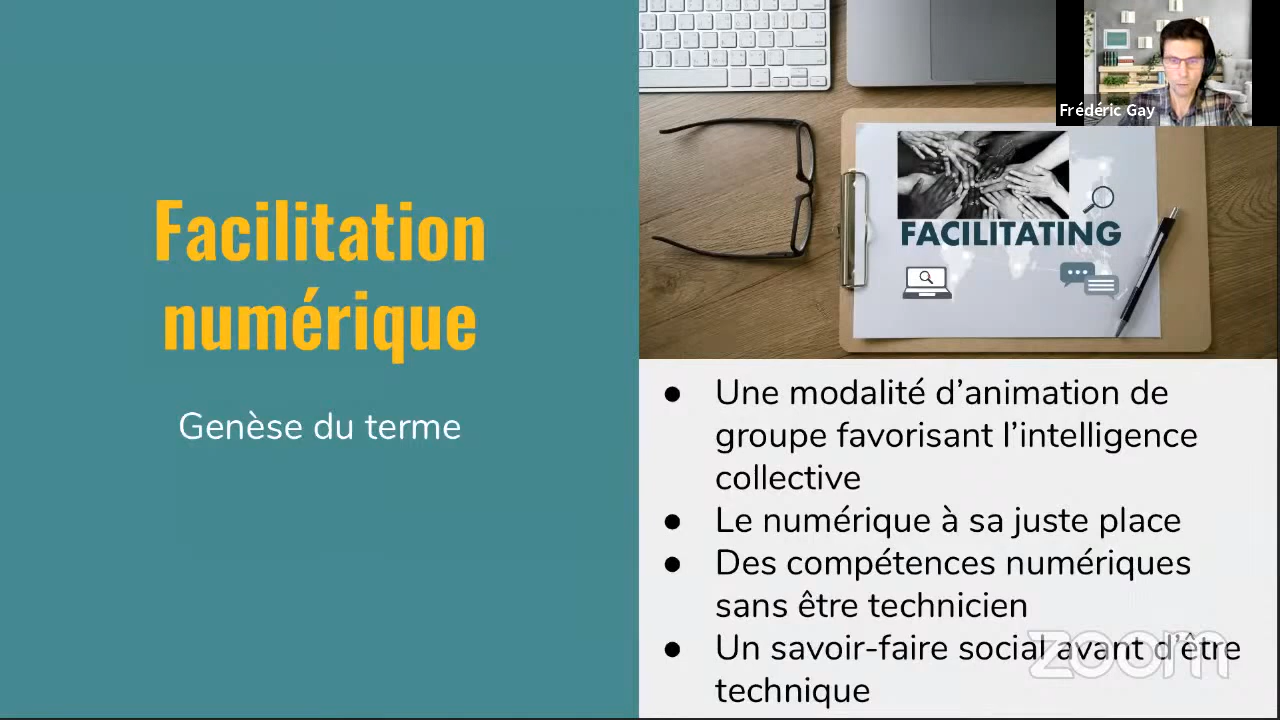 Facilitation
numérique
Genèse du terme
Frédéric Gay
FACILITATING
● Une modalité d’animation de
groupe favorisant l’intelligence
collective
● Le numérique à sa juste place
● Des compétences numériques
sans être technicien
● Un savoir-faire social avant d’être
technique
zoom